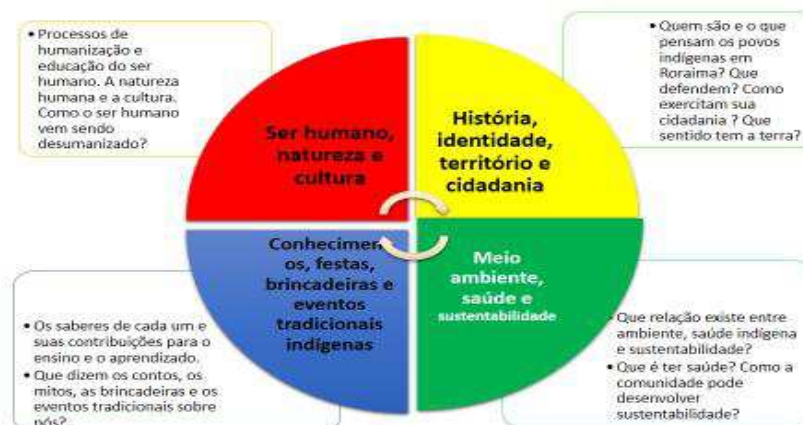 • Processos de
humanização e
educação do ser
humano. A natureza
humana e a cultura.
Como o ser humano
vem sendo
desumanizado?
• Quem são e o que
pensam os povos
indígenas em
Roraima? Que
defendem? Como
exercitam sua
cidadania ? Que
sentido tem a terra?
Ser humano,
natureza e
cultura
História,
identidade,
território e
cidadania
Conhecimen
os, festas,
brincadeiras e
eventos
tradicionais
indígenas
Meio
ambiente,
saúde e
sustentabilidade
• Os saberes de cada um e
suas contribuições para o
ensino e o aprendizado.
• Que dizem os contos, os
mitos, as brincadeiras e os
eventos tradicionais sobre
nós?
• Que relação existe entre
ambiente, saúde indígena
e sustentabilidade?
• Que é ter saúde? Como a
comunidade pode
desenvolver
sustentabilidade?